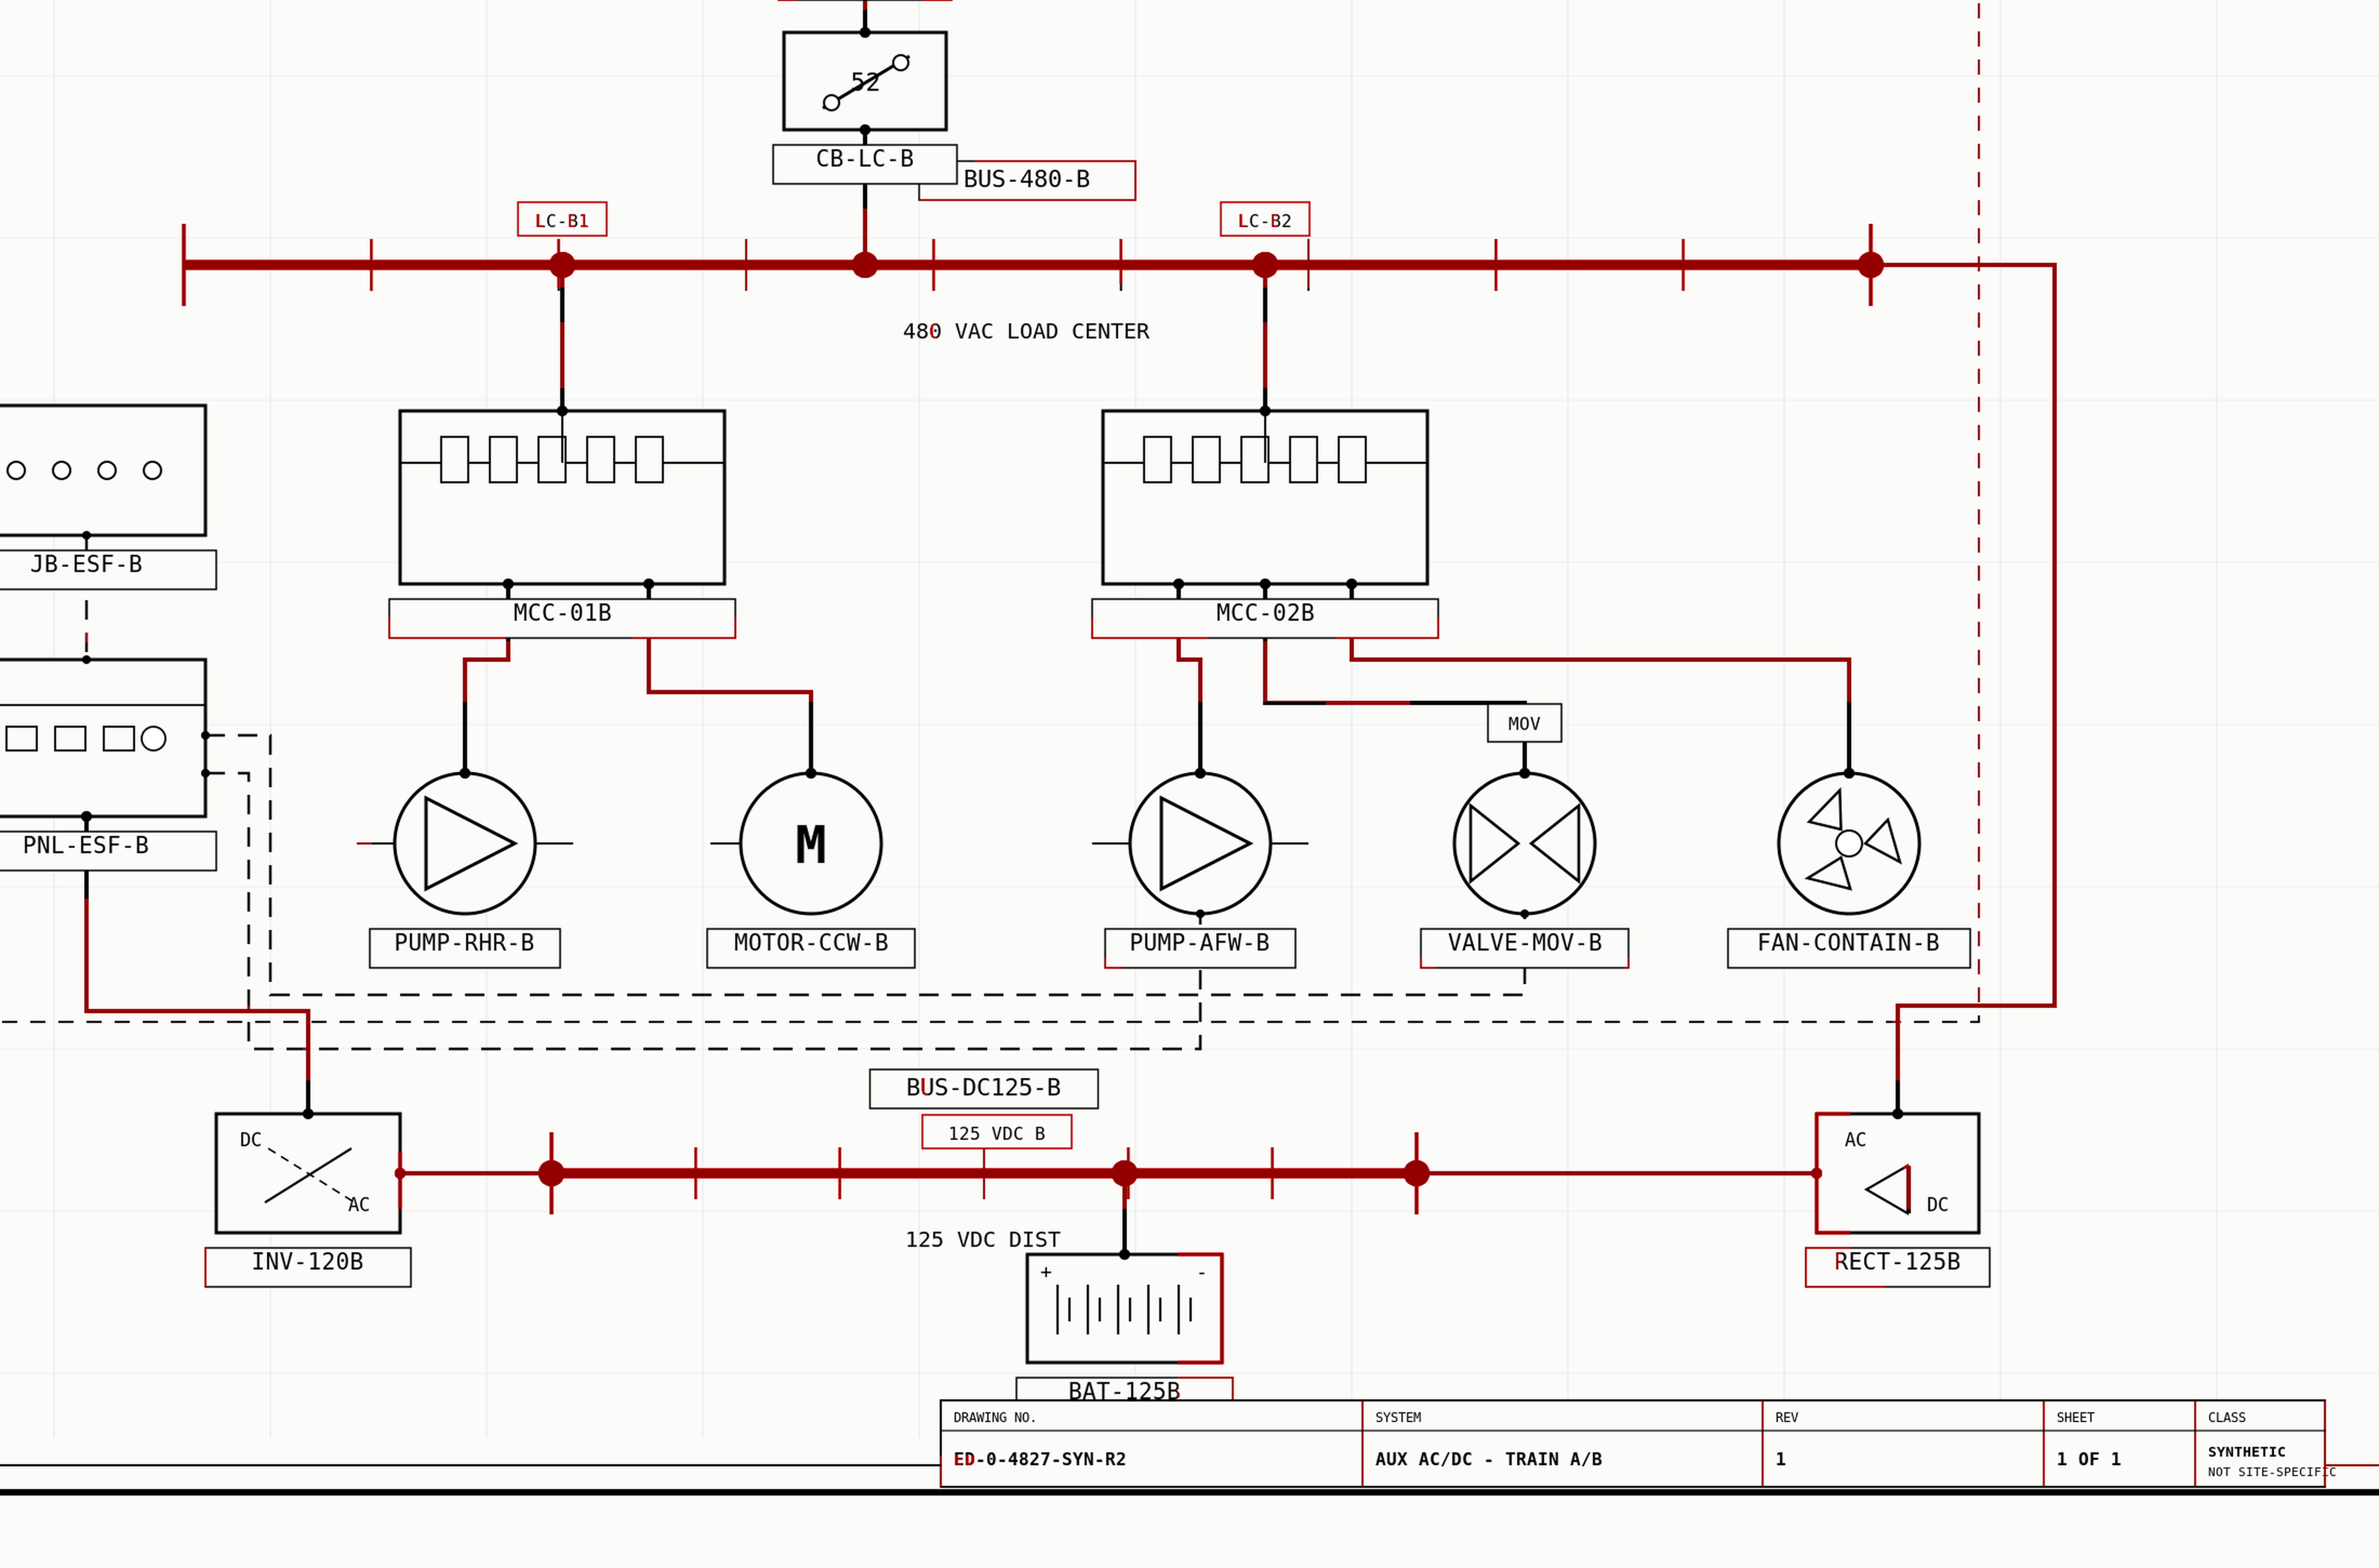 52
CB-LC-B
BUS-480-B
LC-B1
LC-B2
480 VAC LOAD CENTER
JB-ESF-B
MCC-01B
MCC-02B
MOV
M
PNL-ESF-B
PUMP-RHR-B
MOTOR-CCW-B
PUMP-AFW-B
VALVE-MOV-B
FAN-CONTAIN-B
BUS-DC125-B
125 VDC B
DC
AC
AC
DC
INV-120B
125 VDC DIST
RECT-125B
+ -
BAT-125B
DRAWING NO. SYSTEM REV SHEET CLASS
ED-0-4827-SYN-R2 AUX AC/DC - TRAIN A/B 1 1 OF 1 SYNTHETIC
NOT SITE-SPECIFIC